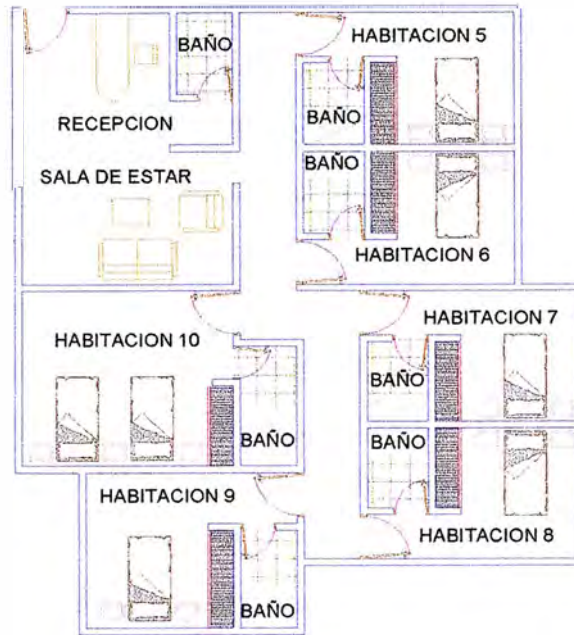 BAÑO
HABITACION 5
RECEPCION
BAÑO
BAÑO
SALA DE ESTAR
HABITACION 6
HABITACION 7
HABITACION 10
BAÑO
BAÑO
BAÑO
HABITACION 9
HABITACION 8
BAÑO